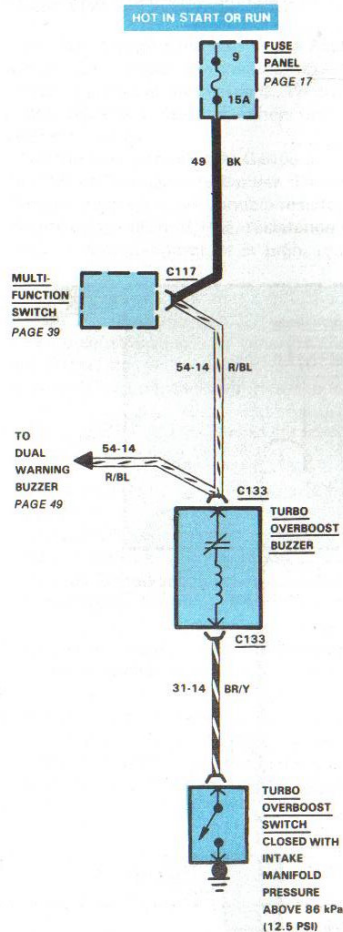 HOT IN START OR RUN
FUSE
PANEL
PAGE 17
9
15A
49 BK
C117
MULTI-
FUNCTION
SWITCH
PAGE 39
54-14 R/BL
TO
DUAL
WARNING
BUZZER
PAGE 49
54-14
R/BL
C133
TURBO
OVERBOOST
BUZZER
C133
31-14 BR/Y
TURBO
OVERBOOST
SWITCH
CLOSED WITH
INTAKE
MANIFOLD
PRESSURE
ABOVE 86 kPa
(12.5 PSI)